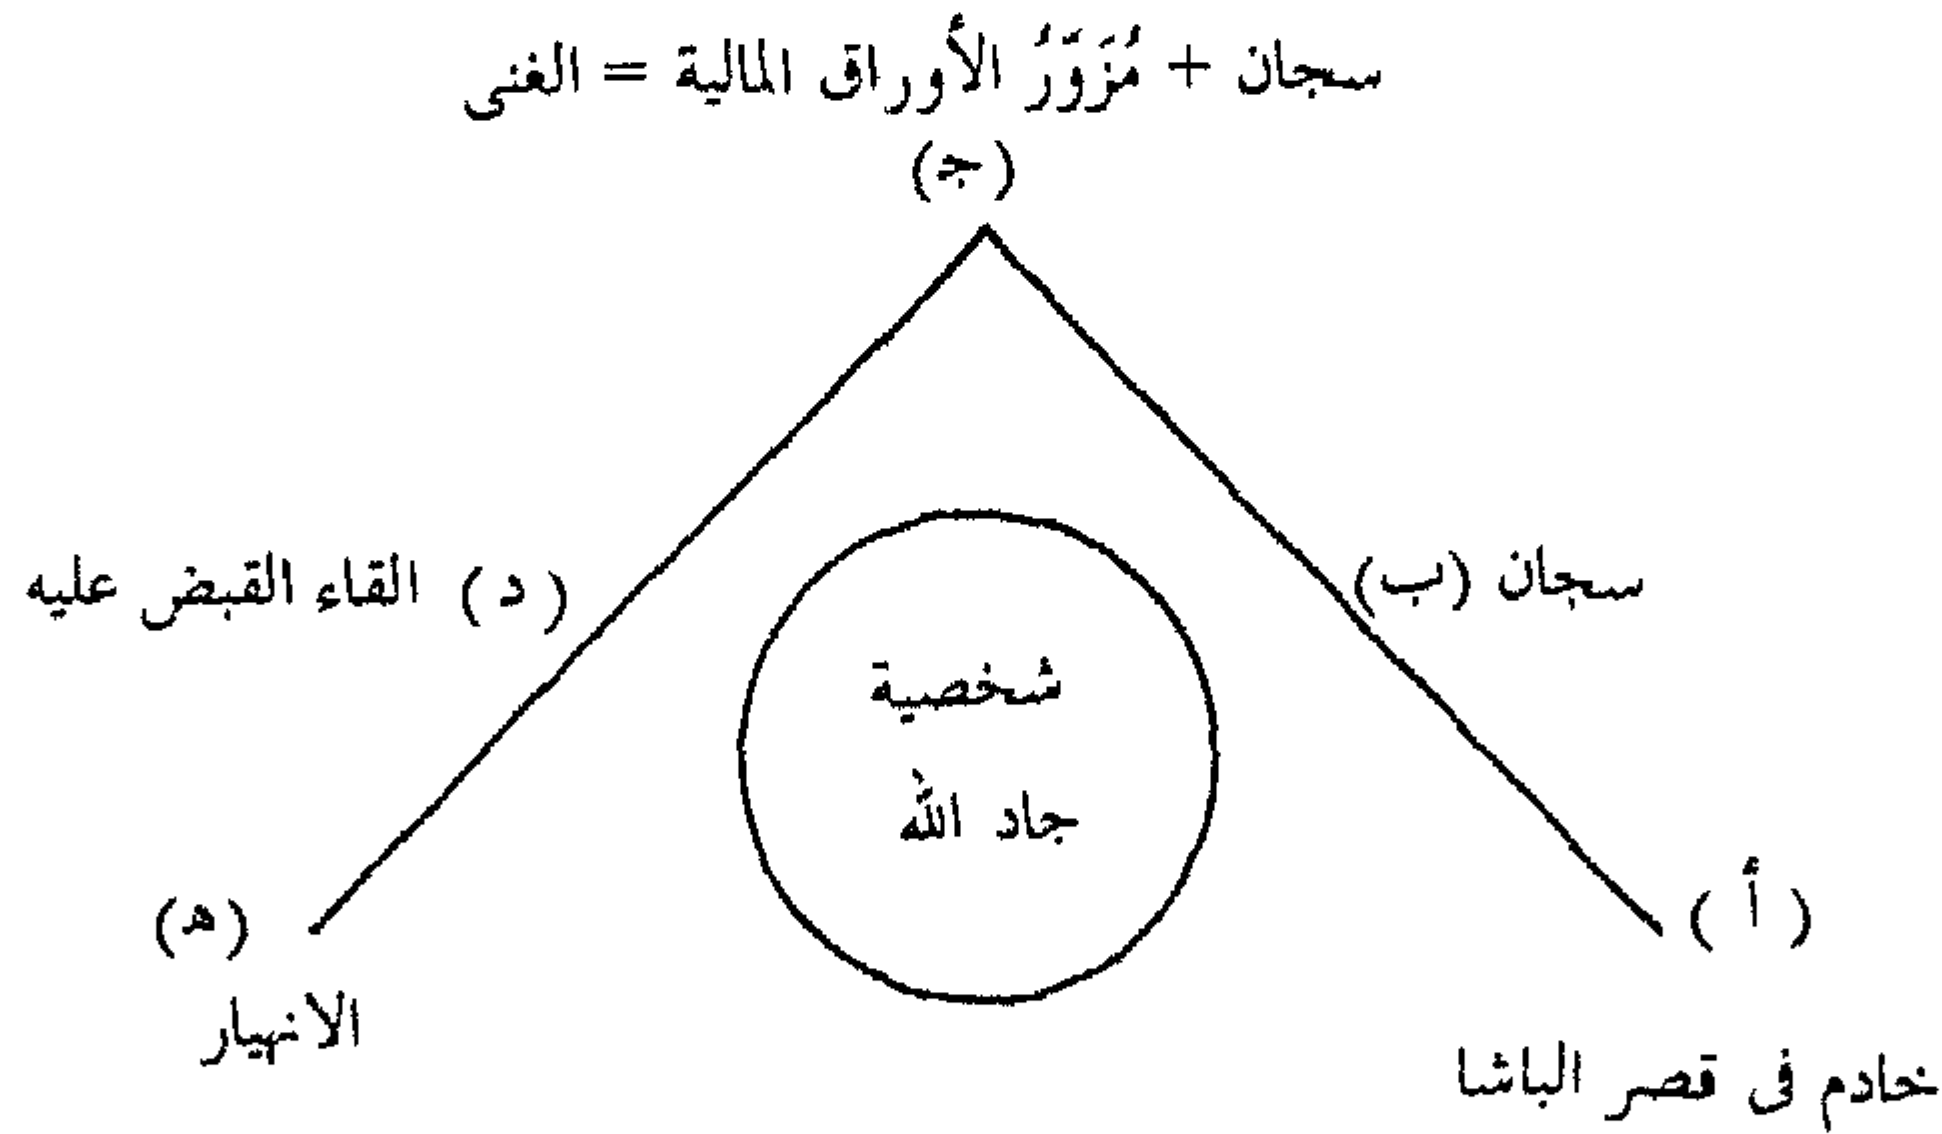 سجان + مُزَوِّرُ الأوراق المالية = الغنى
(جـ)
سجان (ب)
(د) القاء القبض عليه
شخصية
جاد الله
(أ)
(هـ)
الانهيار
خادم فى قصر الباشا